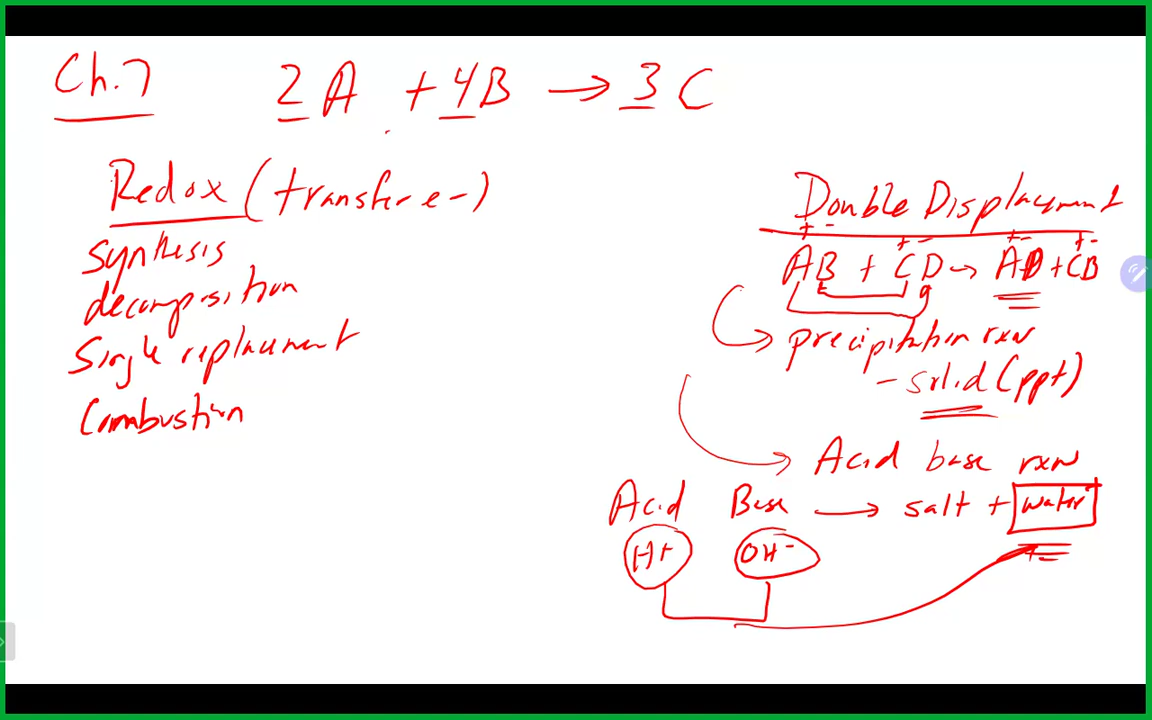 Ch.7
2A + 4B → 3C
Redox (transfer e-)
Synthesis
decomposition
Single replacement
Combustion
Double Displacement
+ - + - + - + -
AB + CD → AD + CB
precipitation rxn
- solid (ppt)
Acid base rxn
Acid Base → salt + water
H+ OH-